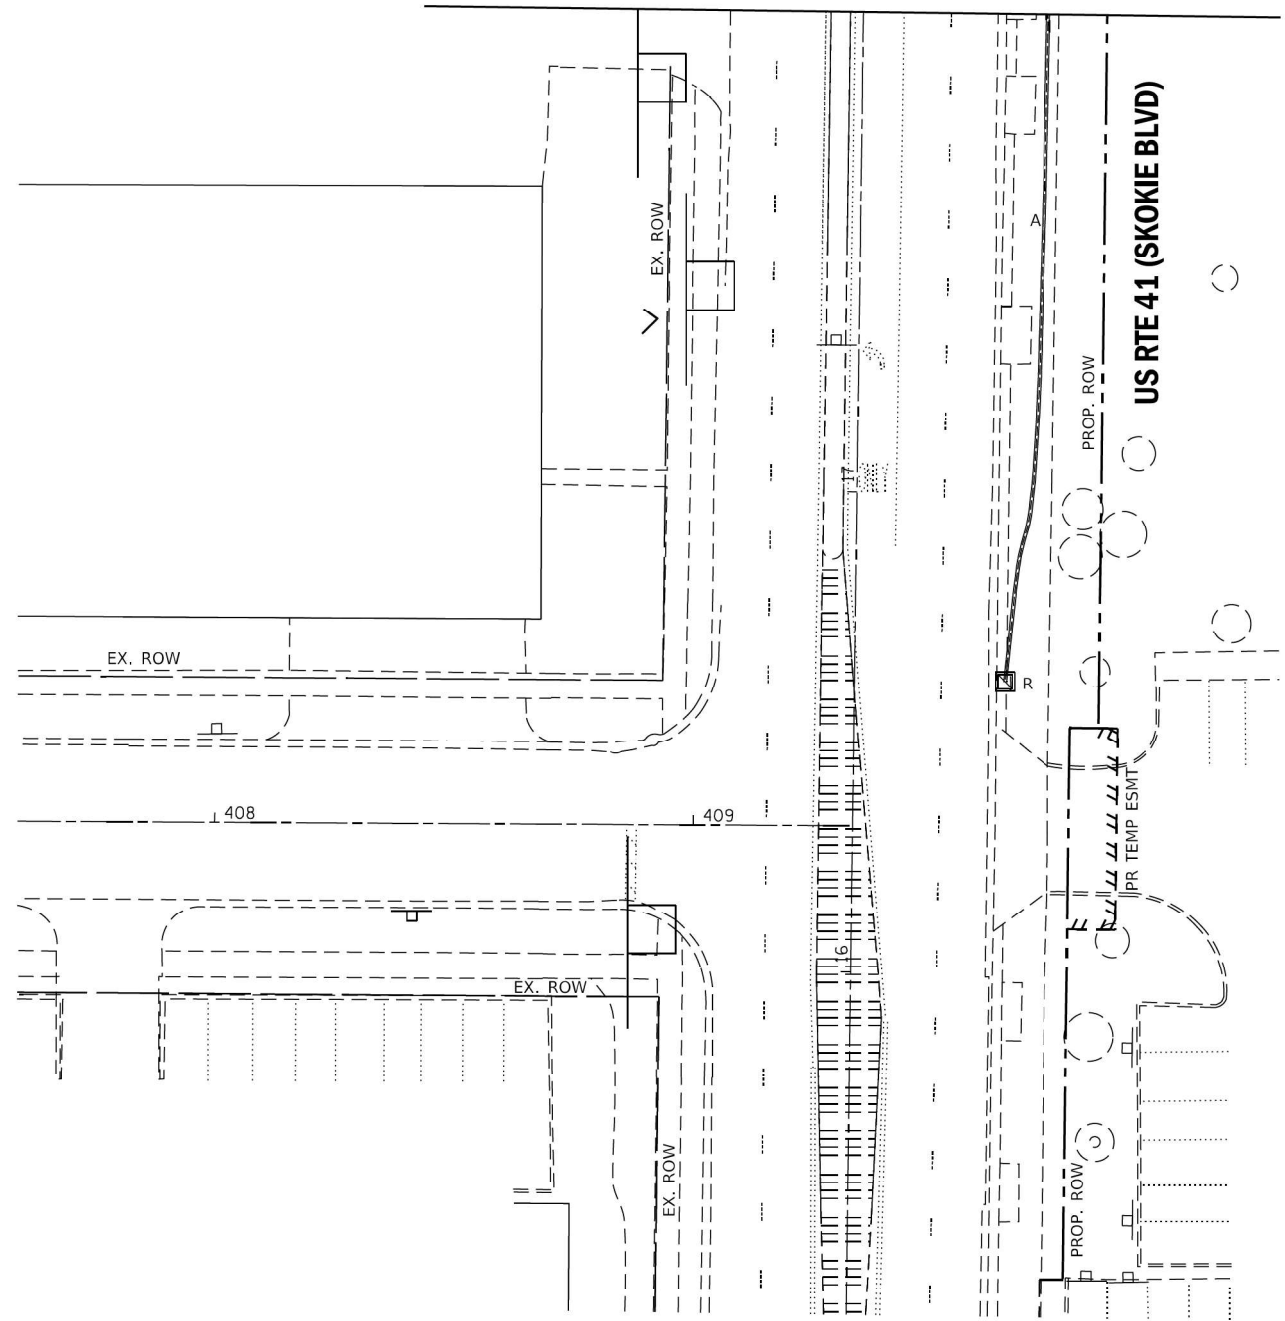 US RTE 41 (SKOKIE BLVD)
EX. ROW
A
PROP. ROW
17
EX. ROW
R
408
409
PR TEMP ESMT
16
EX. ROW
EX. ROW
PROP. ROW